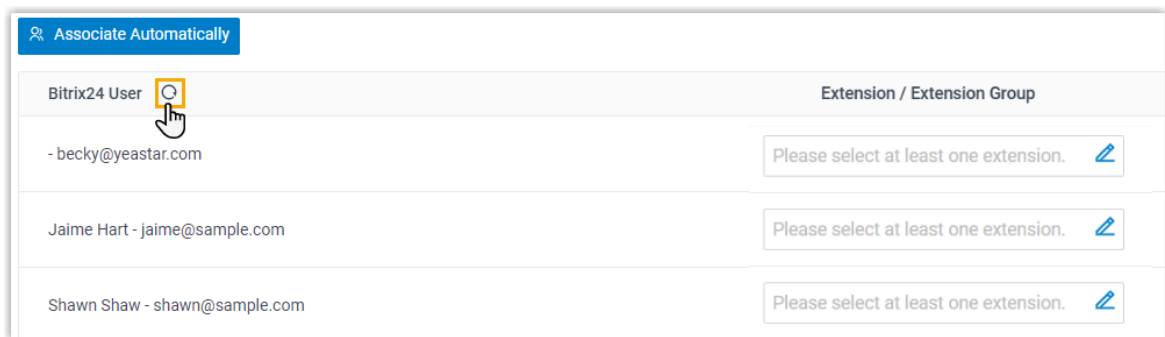 Associate Automatically
Bitrix24 User
Extension / Extension Group
- becky@yeastar.com
Please select at least one extension.
Jaime Hart - jaime@sample.com
Please select at least one extension.
Shawn Shaw - shawn@sample.com
Please select at least one extension.